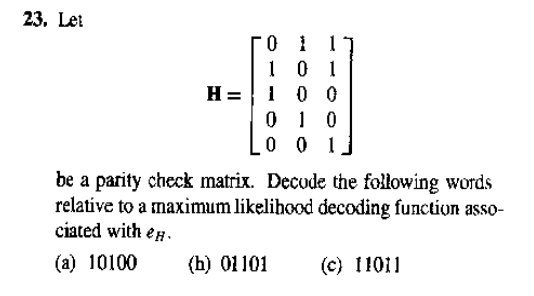 23. Let
0 1 1
1 0 1
H = 1 0 0
0 1 0
0 0 1
be a parity check matrix. Decode the following words
relative to a maximum likelihood decoding function asso-
ciated with eH.
(a) 10100 (h) 01101 (c) 11011